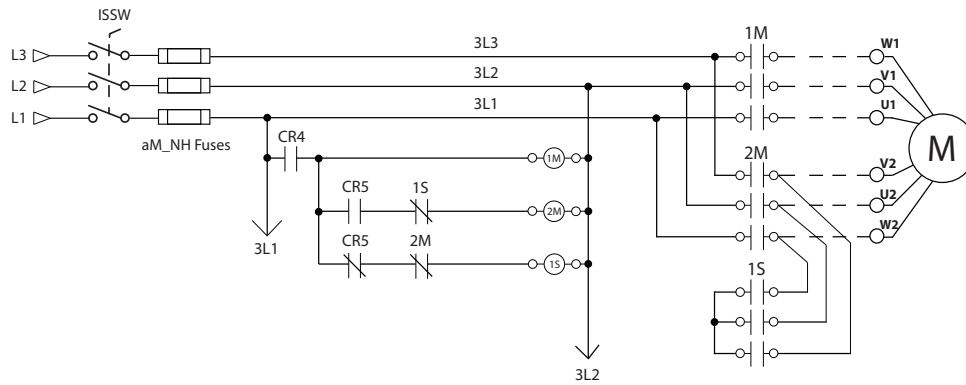 ISSW
L3
L2
L1
aM_NH Fuses
3L3
3L2
3L1
1M
W1
V1
U1
M
CR4
1M
2M
V2
U2
W2
CR5
1S
2M
3L1
CR5
2M
1S
1S
3L2